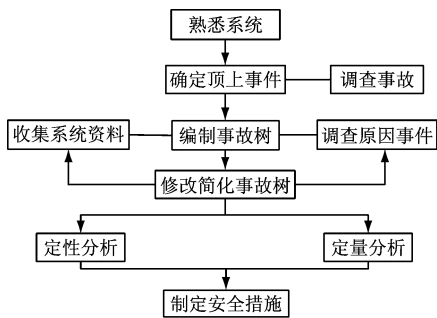 熟悉系统
确定顶上事件
调查事故
收集系统资料
编制事故树
调查原因事件
修改简化事故树
定性分析
定量分析
制定安全措施